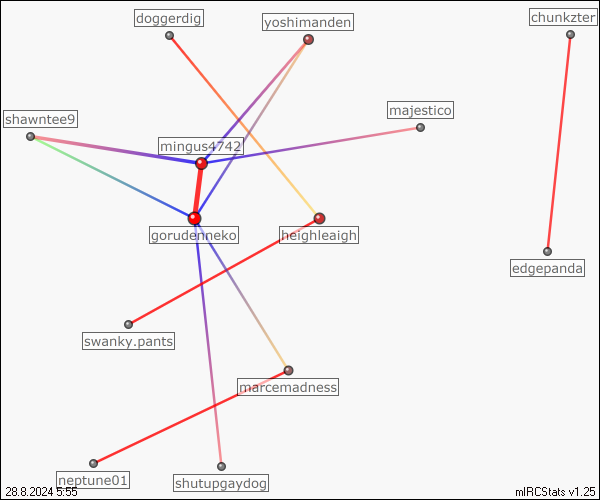 doggerdig
yoshimanden
chunkzter
shawntee9
majestico
mingus4742
gorudenneko
heighleaigh
edgepanda
swanky.pants
marcemadness
neptune01
shutupgaydog
28.8.2024 5:55
mIRCStats v1.25